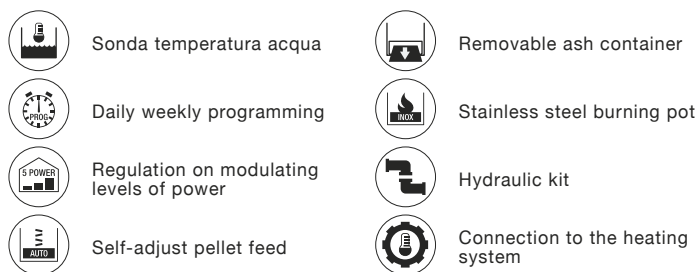 Sonda temperatura acqua
PROG
Daily weekly programming
5 POWER
Regulation on modulating
levels of power
AUTO
Self-adjust pellet feed
Removable ash container
INOX
Stainless steel burning pot
Hydraulic kit
Connection to the heating
system